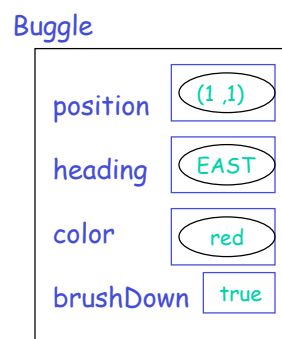 Buggle
position (1 ,1)
heading EAST
color red
brushDown true